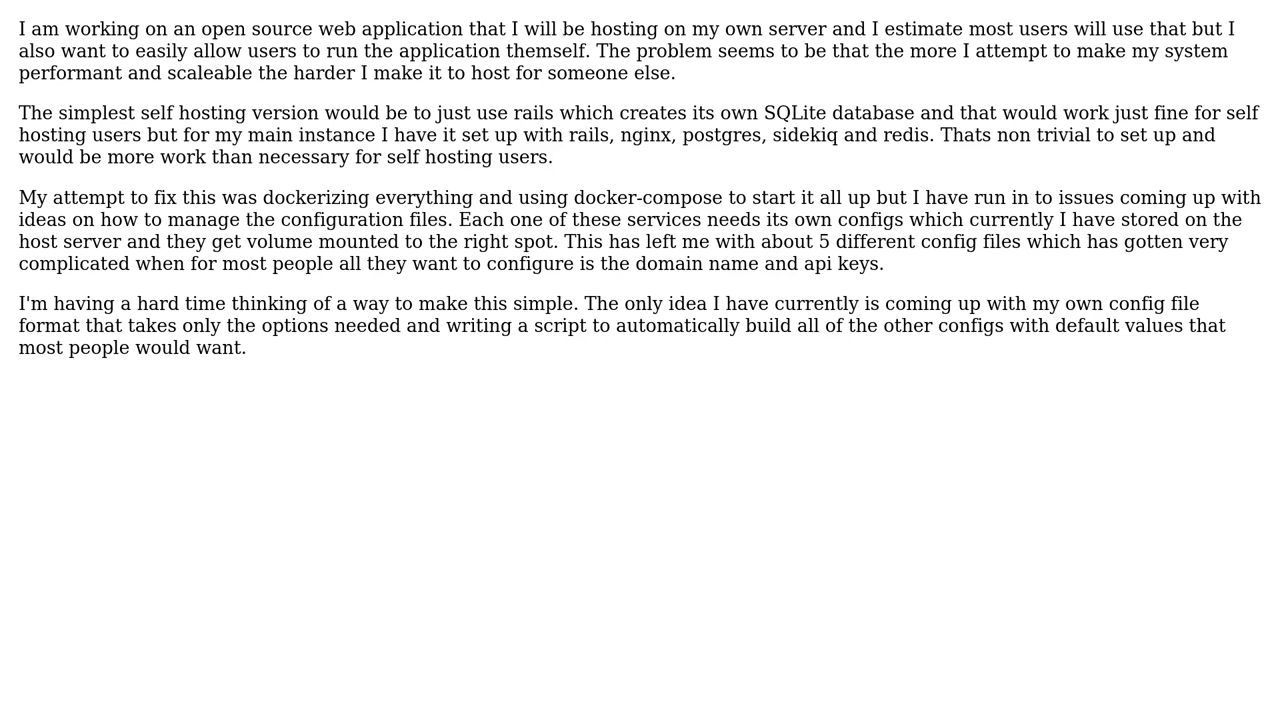 I am working on an open source web application that I will be hosting on my own server and I estimate most users will use that but I
also want to easily allow users to run the application themself. The problem seems to be that the more I attempt to make my system
performant and scaleable the harder I make it to host for someone else.
The simplest self hosting version would be to just use rails which creates its own SQLite database and that would work just fine for self
hosting users but for my main instance I have it set up with rails, nginx, postgres, sidekiq and redis. Thats non trivial to set up and
would be more work than necessary for self hosting users.
My attempt to fix this was dockerizing everything and using docker-compose to start it all up but I have run in to issues coming up with
ideas on how to manage the configuration files. Each one of these services needs its own configs which currently I have stored on the
host server and they get volume mounted to the right spot. This has left me with about 5 different config files which has gotten very
complicated when for most people all they want to configure is the domain name and api keys.
I'm having a hard time thinking of a way to make this simple. The only idea I have currently is coming up with my own config file
format that takes only the options needed and writing a script to automatically build all of the other configs with default values that
most people would want.